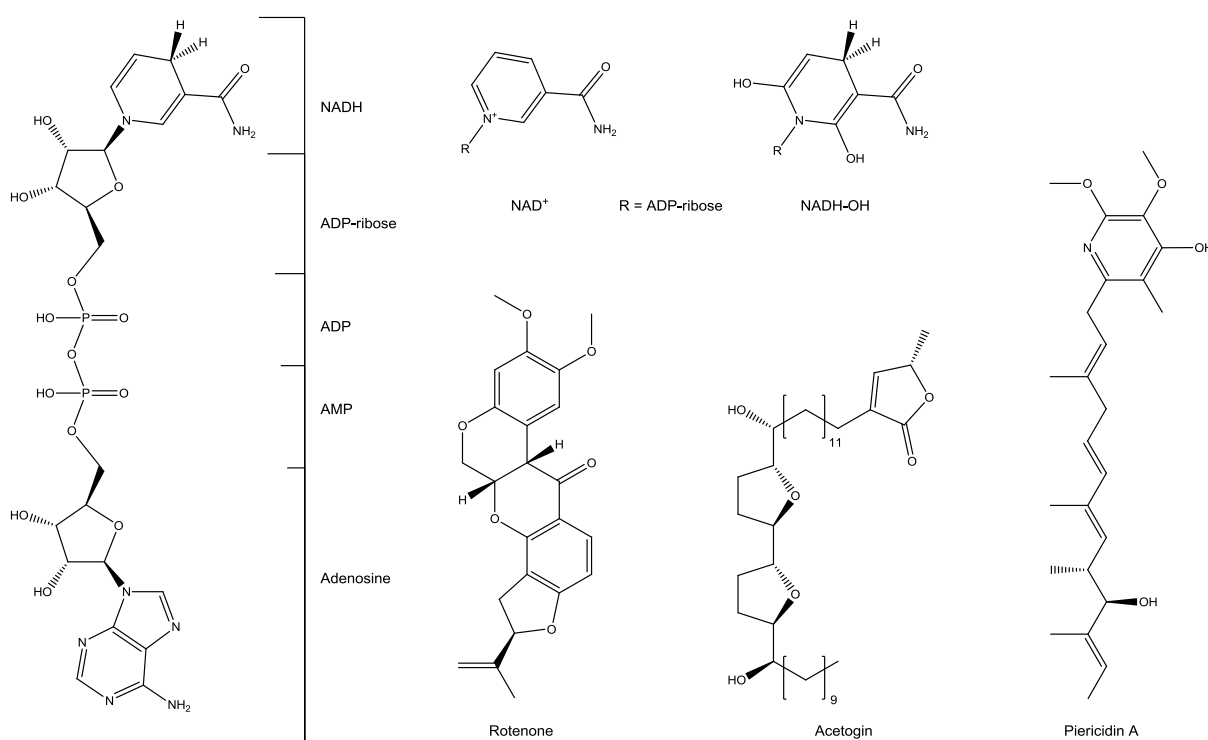 H
H
O
N
NH₂
HO
HO
O
O
HO
P
O
O
HO
P
O
O
HO
O
HO
N
N
N
N
N
NH₂
NADH
ADP-ribose
ADP
AMP
Adenosine
O
N⁺
NH₂
R
NAD⁺
R = ADP-ribose
H
H
HO
O
N
NH₂
R
OH
NADH-OH
O
O
O
H
H
O
O
O
Rotenone
O
O
HO
11
O
O
O
HO
9
Acetogin
O
O
N
OH
OH
Piericidin A